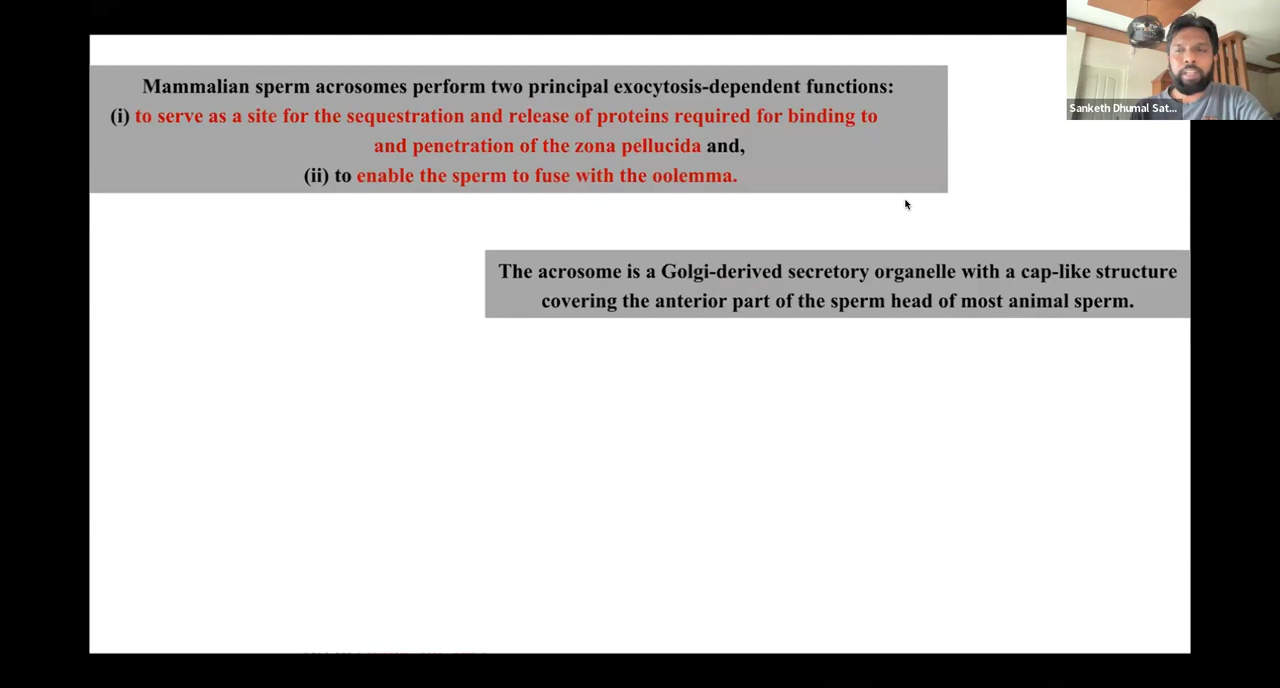 Mammalian sperm acrosomes perform two principal exocytosis-dependent functions:
(i) to serve as a site for the sequestration and release of proteins required for binding to
and penetration of the zona pellucida and,
(ii) to enable the sperm to fuse with the oolemma.
Sanketh Dhumal Sat...
The acrosome is a Golgi-derived secretory organelle with a cap-like structure
covering the anterior part of the sperm head of most animal sperm.